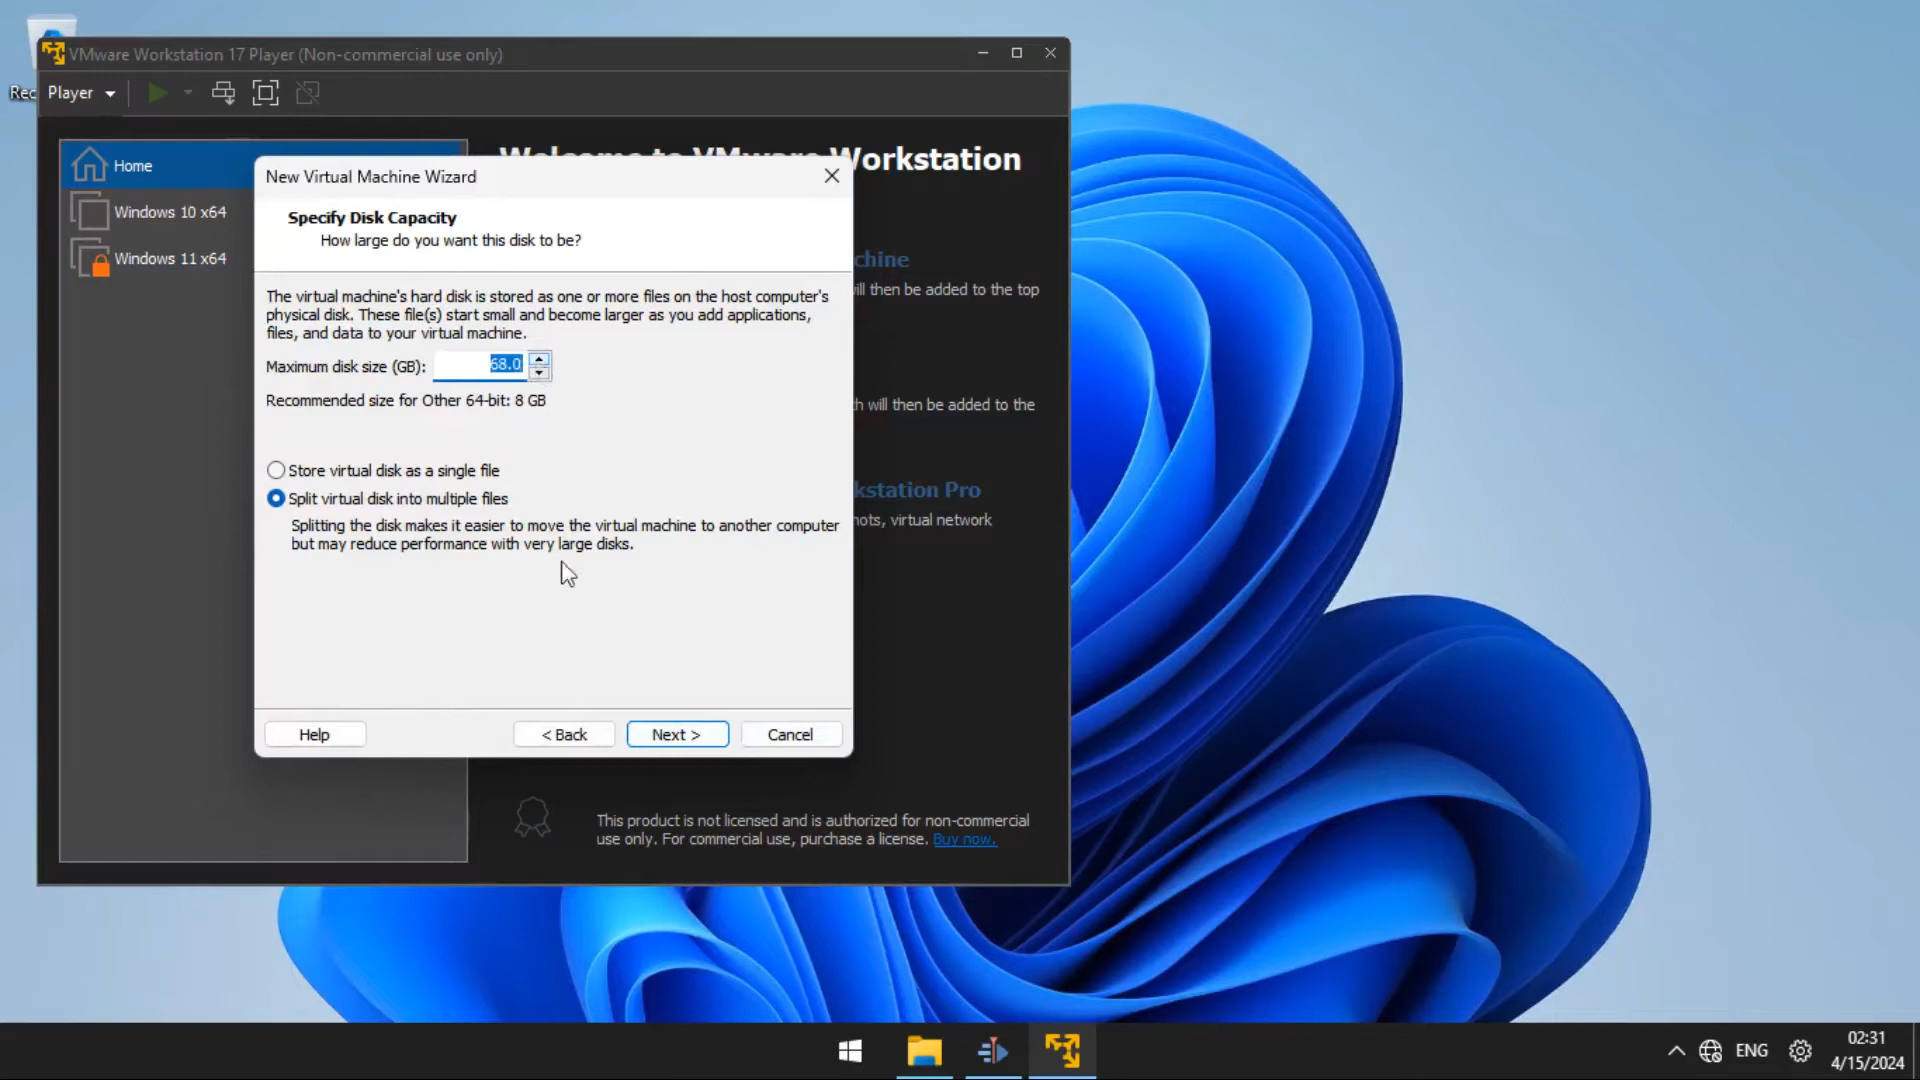 VMware Workstation 17 Player (Non-commercial use only)
Rec
Player
Welcome to VMware Workstation
Home
Windows 10 x64
Windows 11 x64
New Virtual Machine Wizard
Specify Disk Capacity
How large do you want this disk to be?
chine
ill then be added to the top
The virtual machine's hard disk is stored as one or more files on the host computer's
physical disk. These file(s) start small and become larger as you add applications,
files, and data to your virtual machine.
Maximum disk size (GB): 68.0
Recommended size for Other 64-bit: 8 GB
h will then be added to the
Store virtual disk as a single file
Split virtual disk into multiple files
Splitting the disk makes it easier to move the virtual machine to another computer
but may reduce performance with very large disks.
kstation Pro
hots, virtual network
Help
< Back
Next >
Cancel
This product is not licensed and is authorized for non-commercial
use only. For commercial use, purchase a license. Buy now.
ENG
02:31
4/15/2024